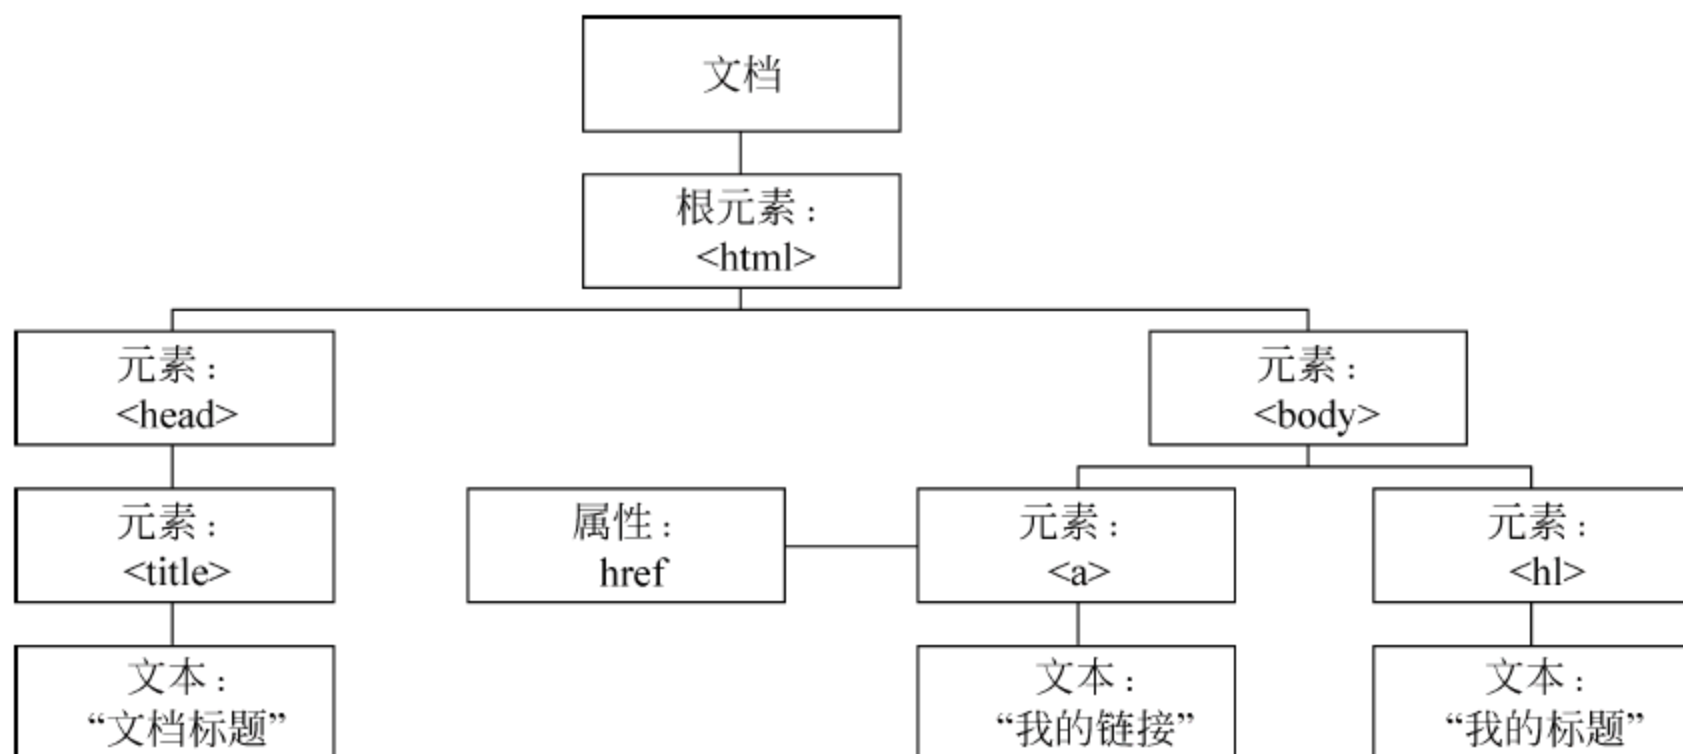 文档
根元素：
<html>
元素：
<head>
元素：
<body>
元素：
<title>
属性：
href
元素：
<a>
元素：
<hl>
文本：
“文档标题”
文本：
“我的链接”
文本：
“我的标题”